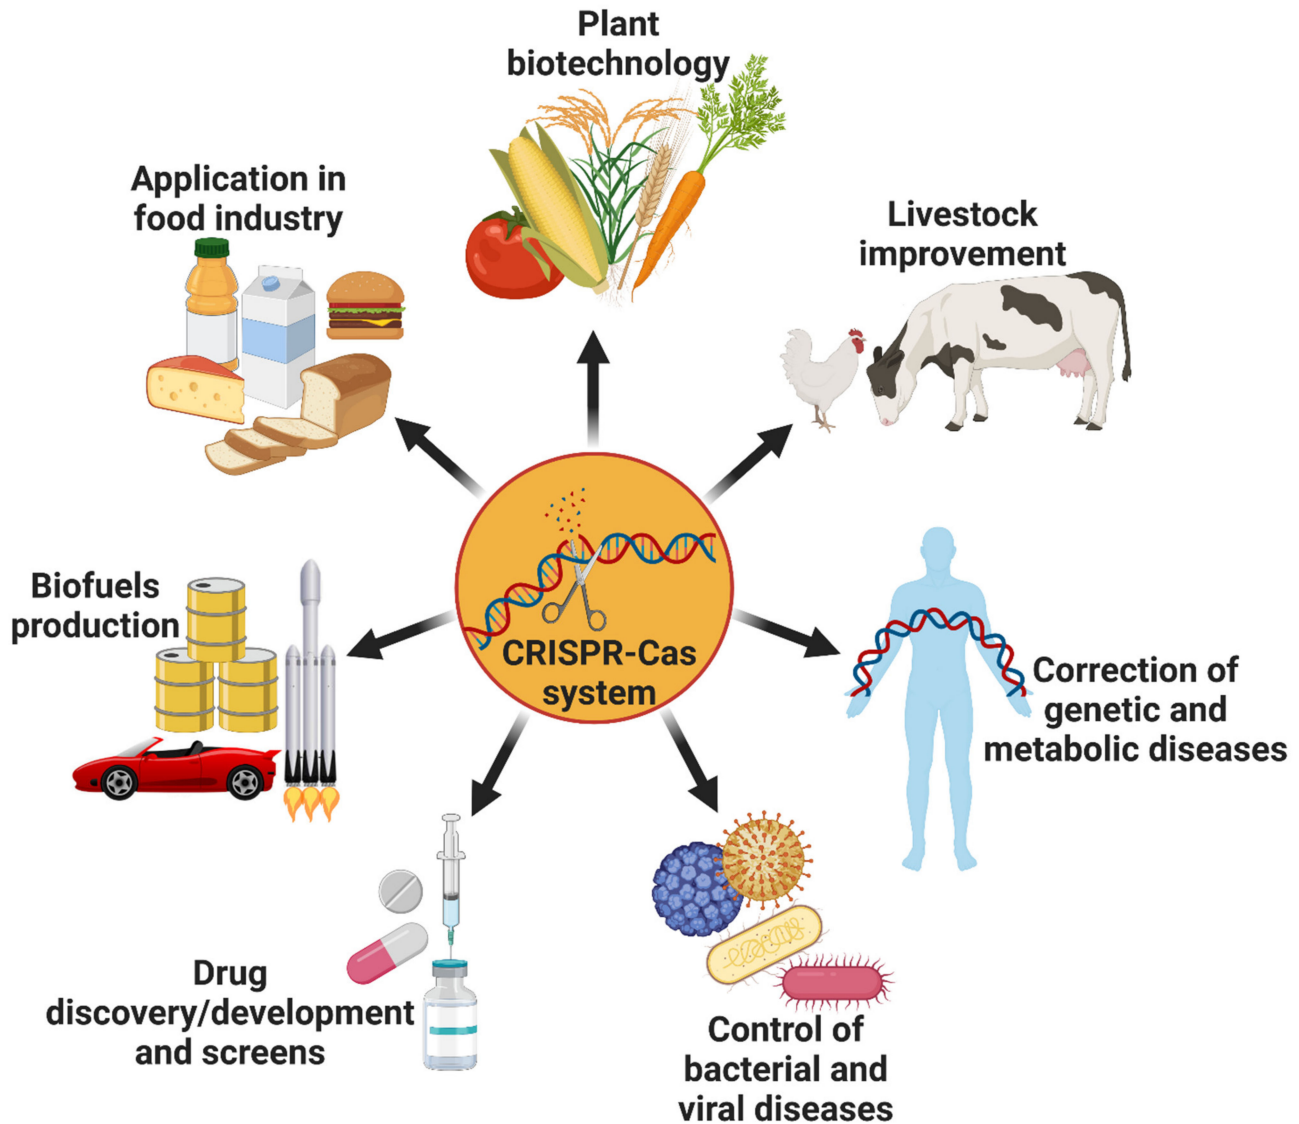 Plant
biotechnology
Application in
food industry
Livestock
improvement
Biofuels
production
CRISPR-Cas
system
Correction of
genetic and
metabolic diseases
Drug
discovery/development
and screens
Control of
bacterial and
viral diseases